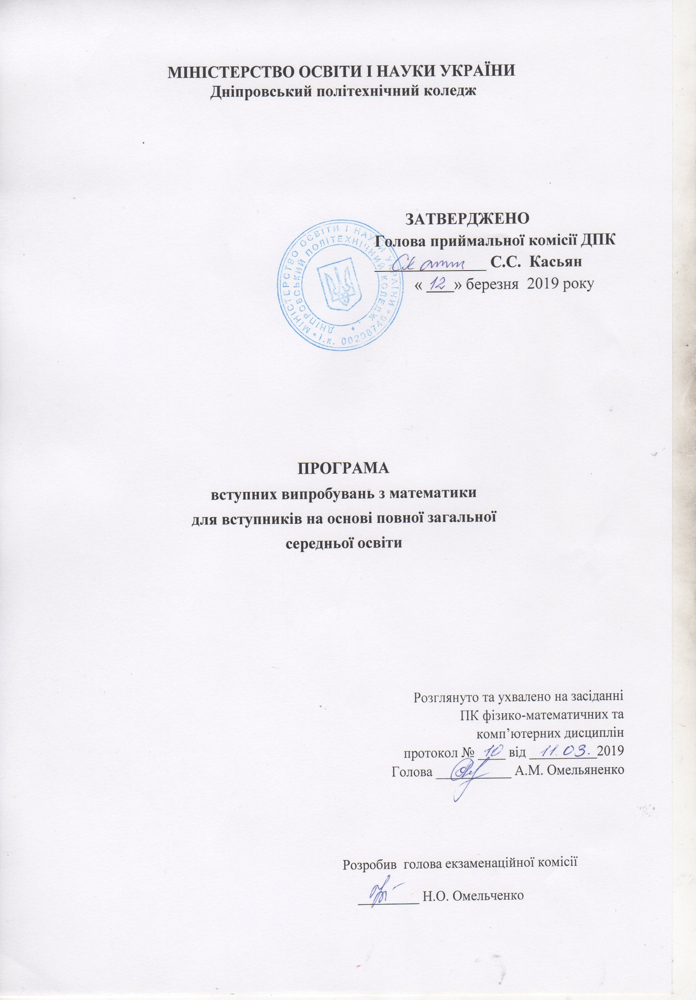 МІНІСТЕРСТВО ОСВІТИ І НАУКИ УКРАЇНИ
Дніпровський політехнічний коледж
ЗАТВЕРДЖЕНО
Голова приймальної комісії ДПК
____________ С.С. Касьян
« 12 » березня 2019 року
МІНІСТЕРСТВО ОСВІТИ І НАУКИ УКРАЇНИ * і.к. 00208746 *
ДНІПРОВСЬКИЙ ПОЛІТЕХНІЧНИЙ КОЛЕДЖ *
ПРОГРАМА
вступних випробувань з математики
для вступників на основі повної загальної
середньої освіти
Розглянуто та ухвалено на засіданні
ПК фізико-математичних та
комп’ютерних дисциплін
протокол № 10 від 11.03.2019
Голова ___________ А.М. Омельяненко
Розробив голова екзаменаційної комісії
_________ Н.О. Омельченко